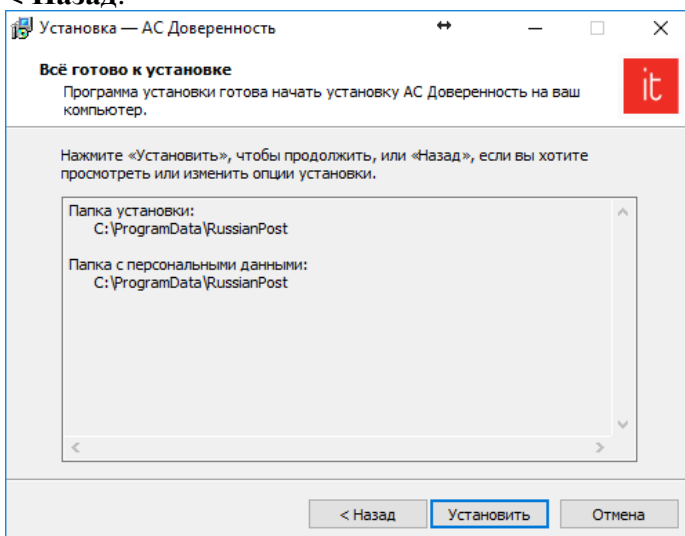 < Назад.
Установка — АС Доверенность
Всё готово к установке
Программа установки готова начать установку АС Доверенность на ваш
компьютер.
it
Нажмите «Установить», чтобы продолжить, или «Назад», если вы хотите
просмотреть или изменить опции установки.
Папка установки:
C:\ProgramData\RussianPost
Папка с персональными данными:
C:\ProgramData\RussianPost
< Назад Установить Отмена